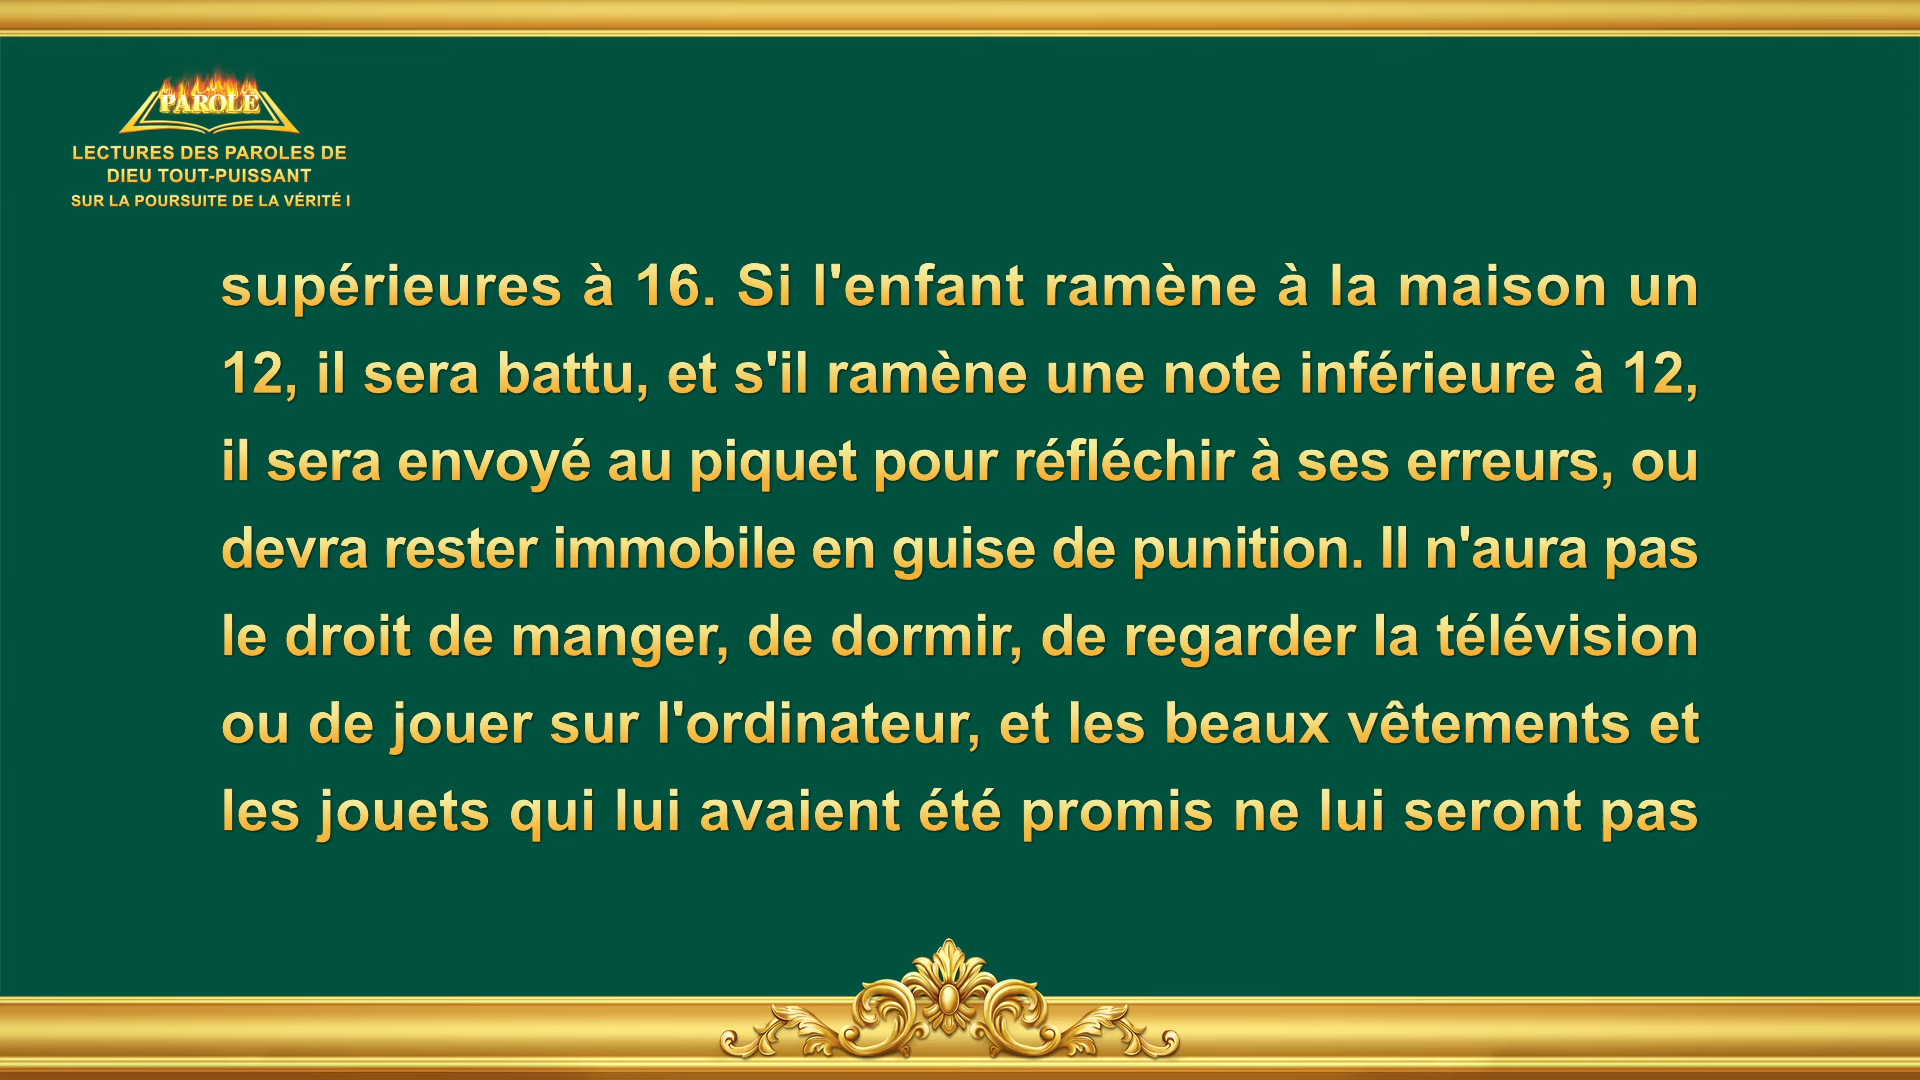 PAROLE
LECTURES DES PAROLES DE
DIEU TOUT-PUISSANT
SUR LA POURSUITE DE LA VÉRITÉ I
supérieures à 16. Si l'enfant ramène à la maison un
12, il sera battu, et s'il ramène une note inférieure à 12,
il sera envoyé au piquet pour réfléchir à ses erreurs, ou
devra rester immobile en guise de punition. Il n'aura pas
le droit de manger, de dormir, de regarder la télévision
ou de jouer sur l'ordinateur, et les beaux vêtements et
les jouets qui lui avaient été promis ne lui seront pas